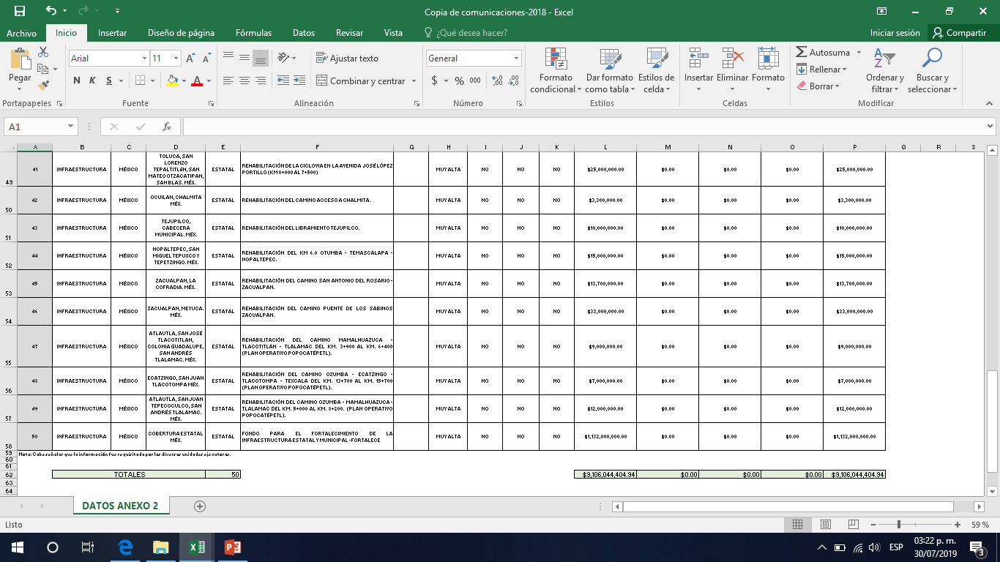 Copia de comunicaciones-2018 - Excel
Archivo Inicio Insertar Diseño de página Fórmulas Datos Revisar Vista ¿Qué desea hacer? Iniciar sesión Compartir
Pegar
Arial 11
N K S
Ajustar texto
Combinar y centrar
General
$ % 000
Formato condicional
Dar formato como tabla
Estilos de celda
Insertar Eliminar Formato
Autosuma
Rellenar
Borrar
Ordenar y filtrar
Buscar y seleccionar
Portapapeles Fuente Alineación Número Estilos Celdas Modificar
A1 fx
A B C D E F G H I J K L M N O P Q R S
49 41 INFRAESTRUCTURA MÉXICO TOLUCA, SAN LORENZO TEPALTITLáN, SAN MATEO OTZACATIPAN, SAN BLAS. MÉX. ESTATAL REHABILITACIÓN DE LA CICLOVIA EN LA AVENIDA JOSÉ LÓPEZ PORTILLO (KM 0+000 AL 7+500) MUY ALTA NO NO NO $25,000,000.00 $0.00 $0.00 $0.00 $25,000,000.00
50 42 INFRAESTRUCTURA MÉXICO OCUILAN, CHALMITA MÉX. ESTATAL REHABILITACIÓN DEL CAMINO ACCESO A CHALMITA. MUY ALTA NO NO NO $3,300,000.00 $0.00 $0.00 $0.00 $3,300,000.00
51 43 INFRAESTRUCTURA MÉXICO TEJUPILCO, CABECERA MUNICIPAL. MÉX. ESTATAL REHABILITACIÓN DEL LIBRAMIENTO TEJUPILCO. MUY ALTA NO NO NO $10,000,000.00 $0.00 $0.00 $0.00 $10,000,000.00
52 44 INFRAESTRUCTURA MÉXICO NOPALTEPEC, SAN MIGUEL TEPUXCO Y TEPETZINGO. MÉX. ESTATAL REHABILITACIÓN DEL KM 6.0 OTUMBA - TEMASCALAPA - NOPALTEPEC. MUY ALTA NO NO NO $15,000,000.00 $0.00 $0.00 $0.00 $15,000,000.00
53 45 INFRAESTRUCTURA MÉXICO ZACUALPAN, LA COFRADIA. MÉX. ESTATAL REHABILITACIÓN DEL CAMINO SAN ANTONIO DEL ROSARIO - ZACUALPAN. MUY ALTA NO NO NO $13,700,000.00 $0.00 $0.00 $0.00 $13,700,000.00
54 46 INFRAESTRUCTURA MÉXICO ZACUALPAN, MEYUCA. MÉX. ESTATAL REHABILITACIÓN DEL CAMINO PUENTE DE LOS SABINOS ZACUALPAN. MUY ALTA NO NO NO $33,000,000.00 $0.00 $0.00 $0.00 $33,000,000.00
55 47 INFRAESTRUCTURA MÉXICO ATLAUTLA, SAN JOSÉ TLACOTITLAN, COLONIA GUADALUPE, SAN ANDRÉS TLALAMAC. MÉX. ESTATAL REHABILITACIÓN DEL CAMINO MAMALHUAZUCA - TLACOTITLAN - TLALAMAC DEL KM. 3+900 AL KM. 6+400 (PLAN OPERATIVO POPOCATÉPETL). MUY ALTA NO NO NO $9,000,000.00 $0.00 $0.00 $0.00 $9,000,000.00
56 48 INFRAESTRUCTURA MÉXICO ECATZINGO, SAN JUAN TLACOTOMPA MÉX. ESTATAL REHABILITACIÓN DEL CAMINO OZUMBA - ECATZINGO - TLACOTOMPA - TEXCALA DEL KM. 13+700 AL KM. 15+700 (PLAN OPERATIVO POPOCATÉPETL). MUY ALTA NO NO NO $7,000,000.00 $0.00 $0.00 $0.00 $7,000,000.00
57 49 INFRAESTRUCTURA MÉXICO ATLAUTLA, SAN JUAN TEPECOCULCO, SAN ANDRÉS TLALAMAC. MÉX. ESTATAL REHABILITACIÓN DEL CAMINO OZUMBA - MAMALHUAZUCA - TLALAMAC DEL KM. 5+000 AL KM. 8+200. (PLAN OPERATIVO POPOCATÉPETL). MUY ALTA NO NO NO $12,000,000.00 $0.00 $0.00 $0.00 $12,000,000.00
58 50 INFRAESTRUCTURA MÉXICO COBERTURA ESTATAL MÉX. ESTATAL FONDO PARA EL FORTALECIMIENTO DE LA INFRAESTRUCTURA ESTATAL Y MUNICIPAL - FORTALECE MUY ALTA NO NO NO $1,132,000,000.00 $0.00 $0.00 $0.00 $1,132,000,000.00
59 Nota: Cabe señalar que la información fue requisitada por las diversas unidades ejecutoras.
60
61
62 TOTALES 50 $9,106,044,404.94 $0.00 $0.00 $0.00 $9,106,044,404.94
63
64
DATOS ANEXO 2
Listo 59 %
ESP 03:22 p. m.
30/07/2019 3